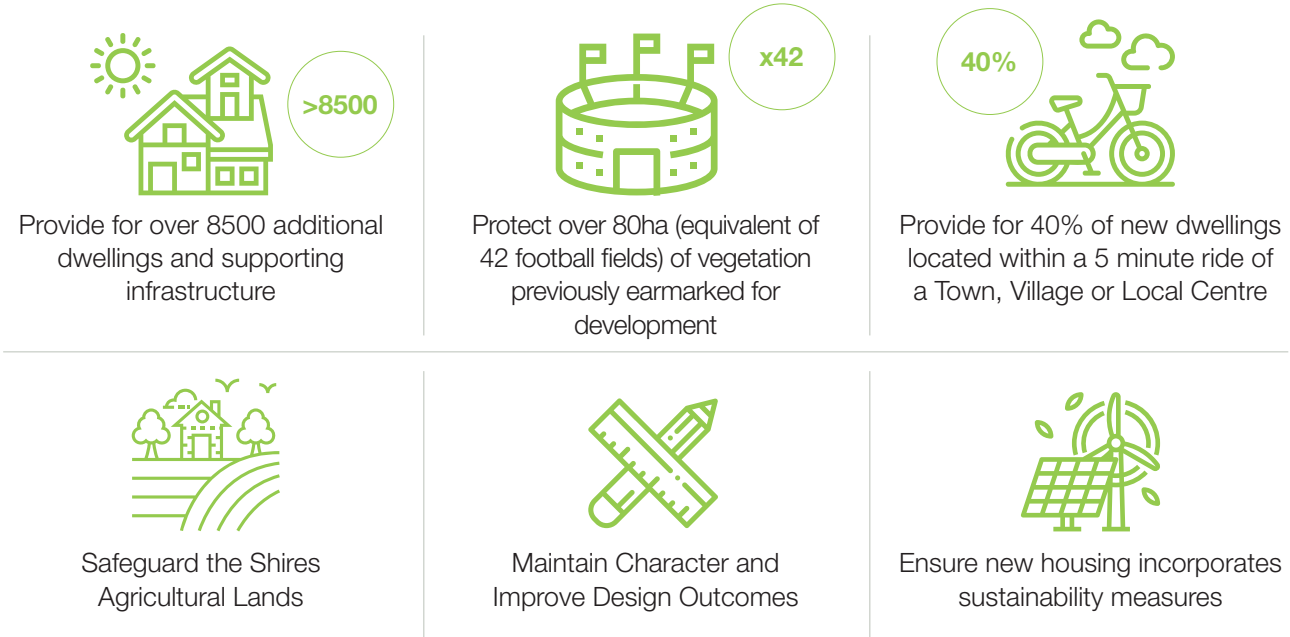 >8500
Provide for over 8500 additional
dwellings and supporting
infrastructure
x42
Protect over 80ha (equivalent of
42 football fields) of vegetation
previously earmarked for
development
40%
Provide for 40% of new dwellings
located within a 5 minute ride of
a Town, Village or Local Centre
Safeguard the Shires
Agricultural Lands
Maintain Character and
Improve Design Outcomes
Ensure new housing incorporates
sustainability measures